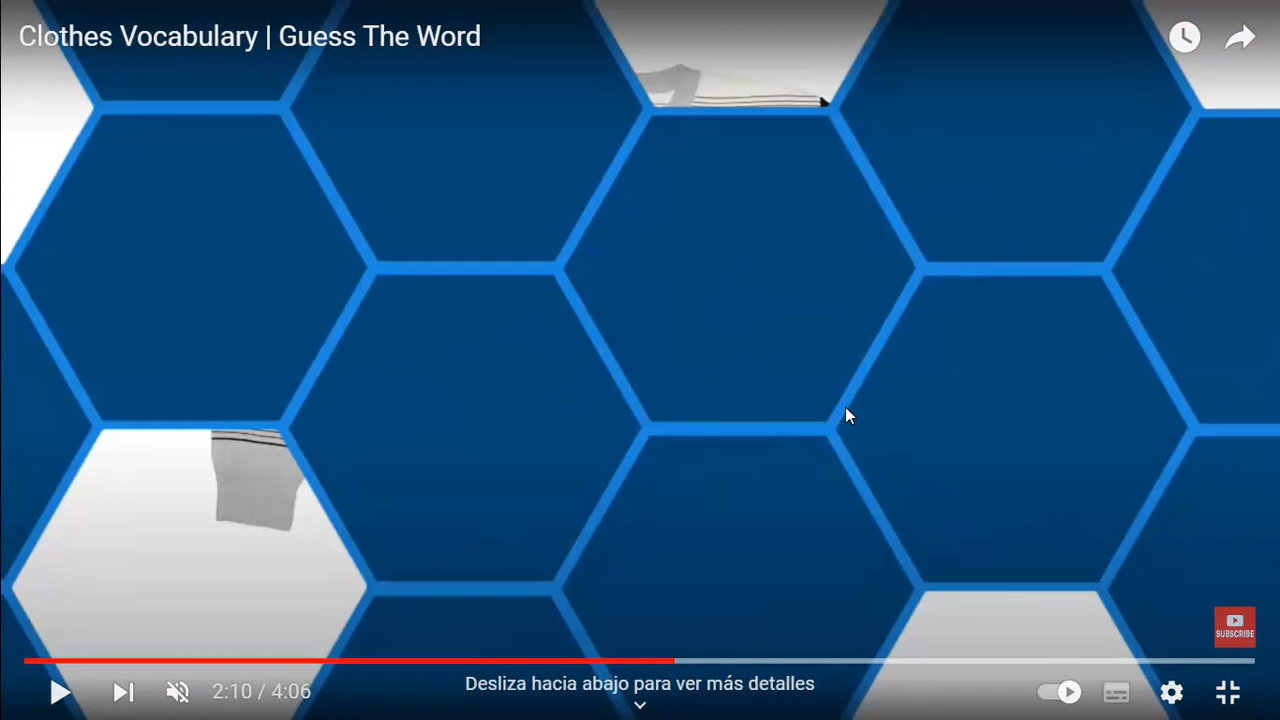 Clothes Vocabulary | Guess The Word
SUBSCRIBE
2:10 / 4:06
Desliza hacia abajo para ver más detalles